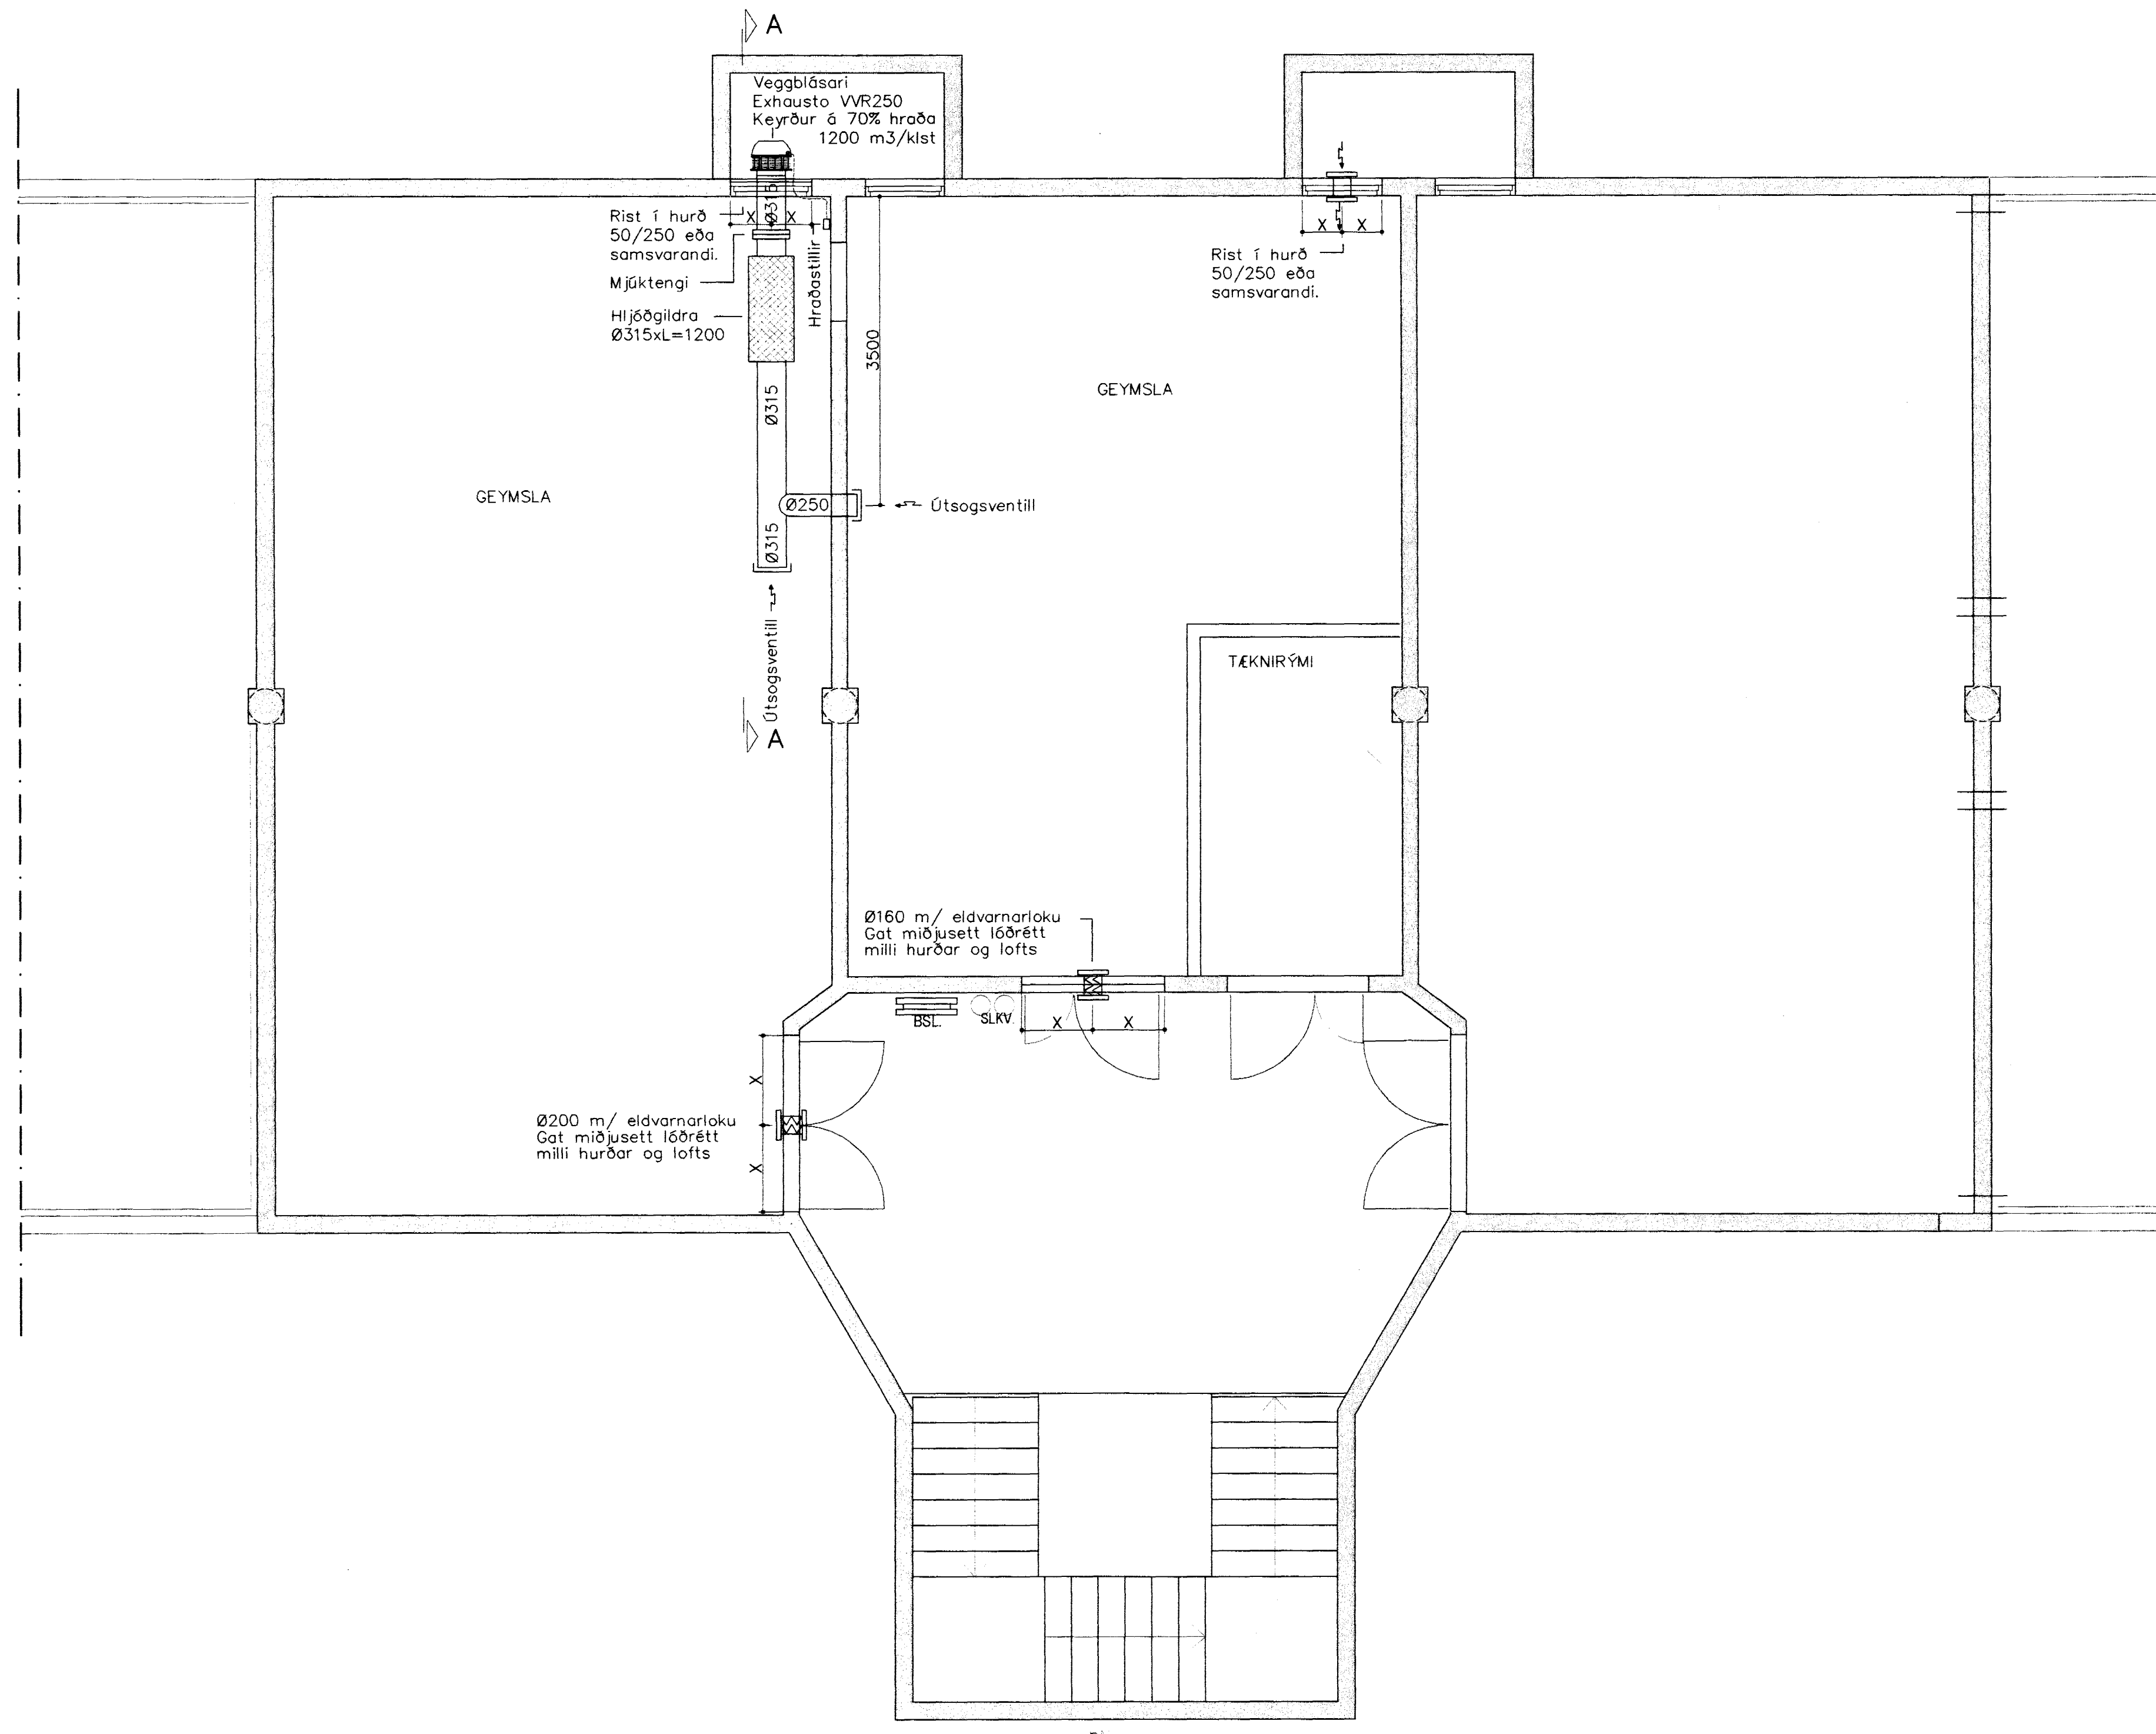 A
Veggblásari
Exhausto VVR250
Keyrður á 70% hraða
1200 m3/klst
Ø315
X
X
Rist í hurð
50/250 eða
samsvarandi.
Mjúktengi
Hljóðgildra
Ø315xL=1200
Hraðastillir
X
X
Rist í hurð
50/250 eða
samsvarandi.
3500
Ø315
GEYMSLA
GEYMSLA
Ø250
Útsogsventill
Ø315
Útsogsventill
A
TÆKNIRÝMI
Ø160 m/ eldvarnarloku
Gat miðjusett lóðrétt
milli hurðar og lofts
BSL.
SLKV.
X
X
X
Ø200 m/ eldvarnarloku
Gat miðjusett lóðrétt
milli hurðar og lofts
X